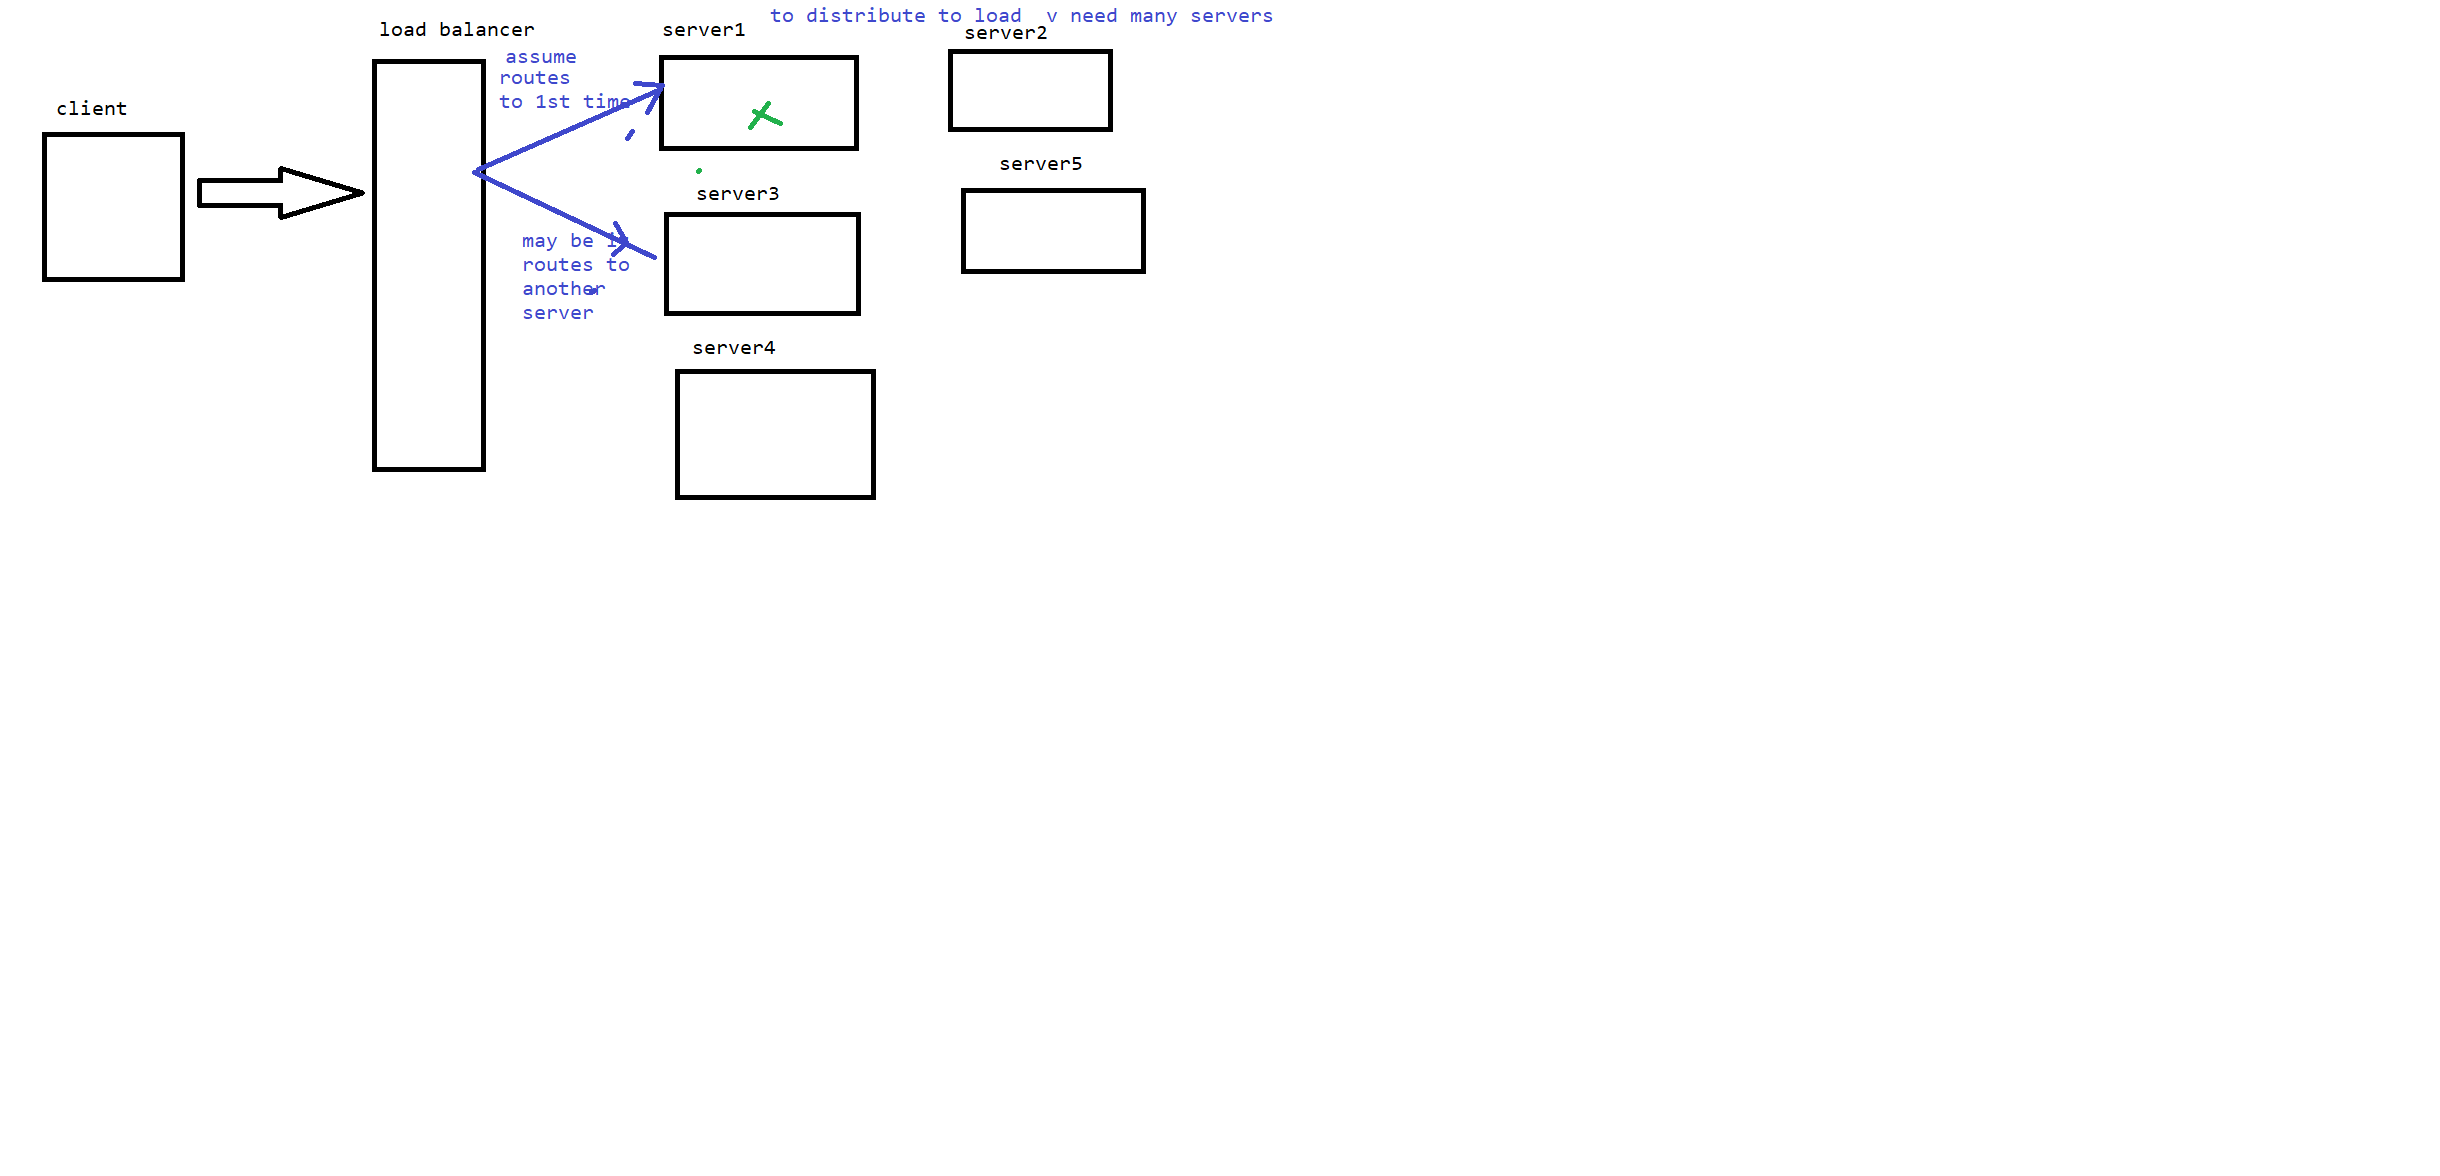 to distribute to load  v need many servers
load balancer
server1
server2
assume
routes
to 1st time
client
server5
server3
may be in
routes to
another
server
server4